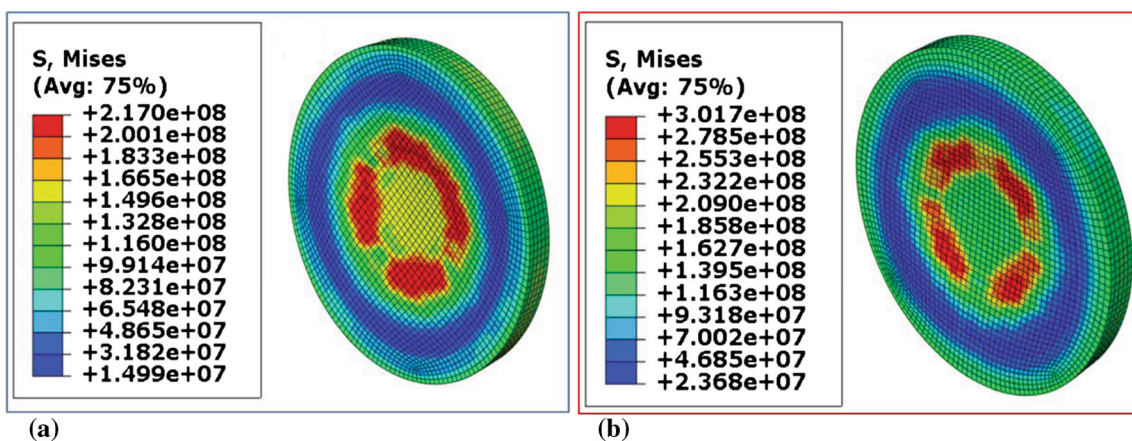 S, Mises
(Avg: 75%)
+2.170e+08
+2.001e+08
+1.833e+08
+1.665e+08
+1.496e+08
+1.328e+08
+1.160e+08
+9.914e+07
+8.231e+07
+6.548e+07
+4.865e+07
+3.182e+07
+1.499e+07
(a)
S, Mises
(Avg: 75%)
+3.017e+08
+2.785e+08
+2.553e+08
+2.322e+08
+2.090e+08
+1.858e+08
+1.627e+08
+1.395e+08
+1.163e+08
+9.318e+07
+7.002e+07
+4.685e+07
+2.368e+07
(b)